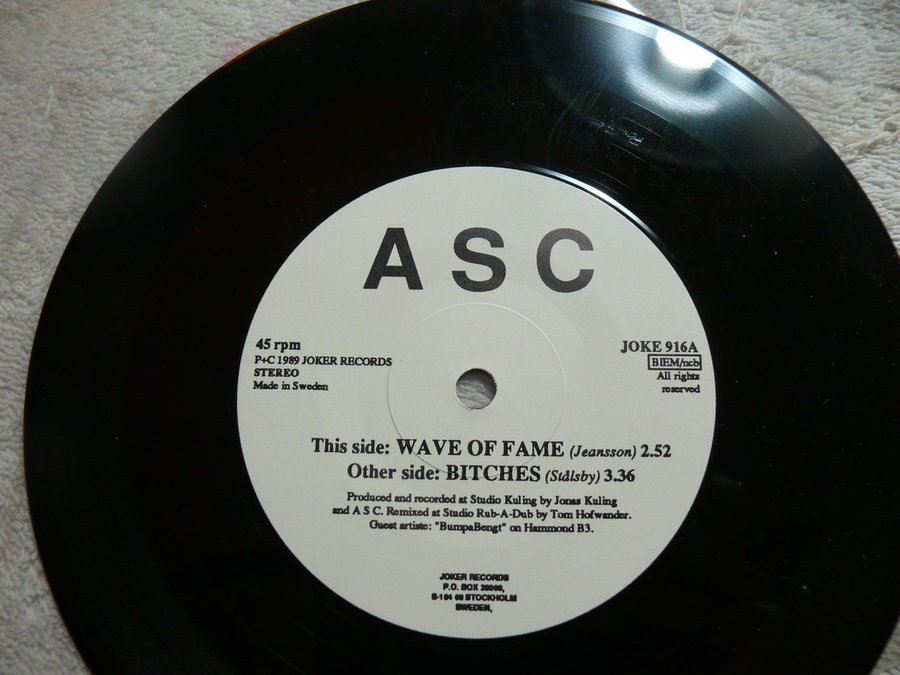 A S C
45 rpm
P+C 1989 JOKER RECORDS
STEREO
Made in Sweden
JOKE 916A
BIEM/ncb
All rights
reserved
This side: WAVE OF FAME (Jeansson) 2.52
Other side: BITCHES (Stålsby) 3.36
Produced and recorded at Studio Kuling by Jonas Kuling
and A S C. Remixed at Studio Rub-A-Dub by Tom Hofwander.
Guest artiste: "BumpaBengt" on Hammond B3.
JOKER RECORDS
P.O. BOX
STOCKHOLM
SWEDEN,